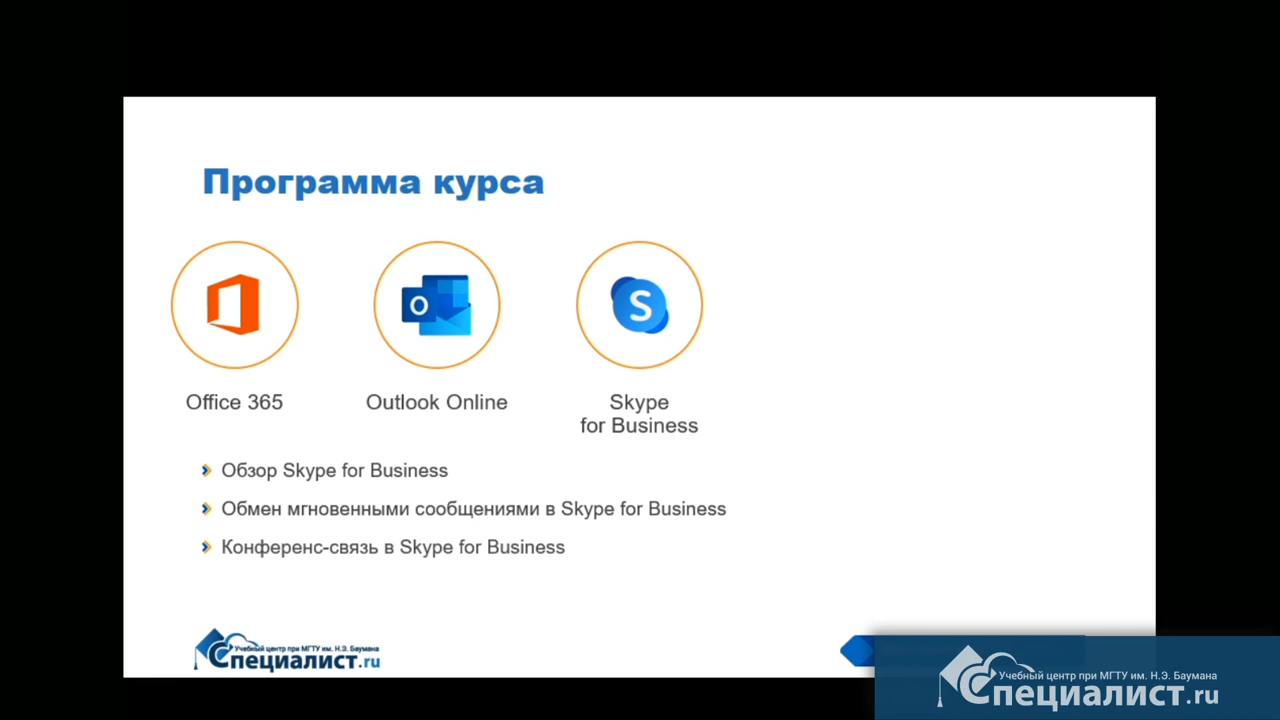 Программа курса
Office 365
Outlook Online
Skype
for Business
Обзор Skype for Business
Обмен мгновенными сообщениями в Skype for Business
Конференс-связь в Skype for Business
Учебный центр при МГТУ им. Н.Э. Баумана
Специалист.ru
Учебный центр при МГТУ им. Н.Э. Баумана
Специалист.ru